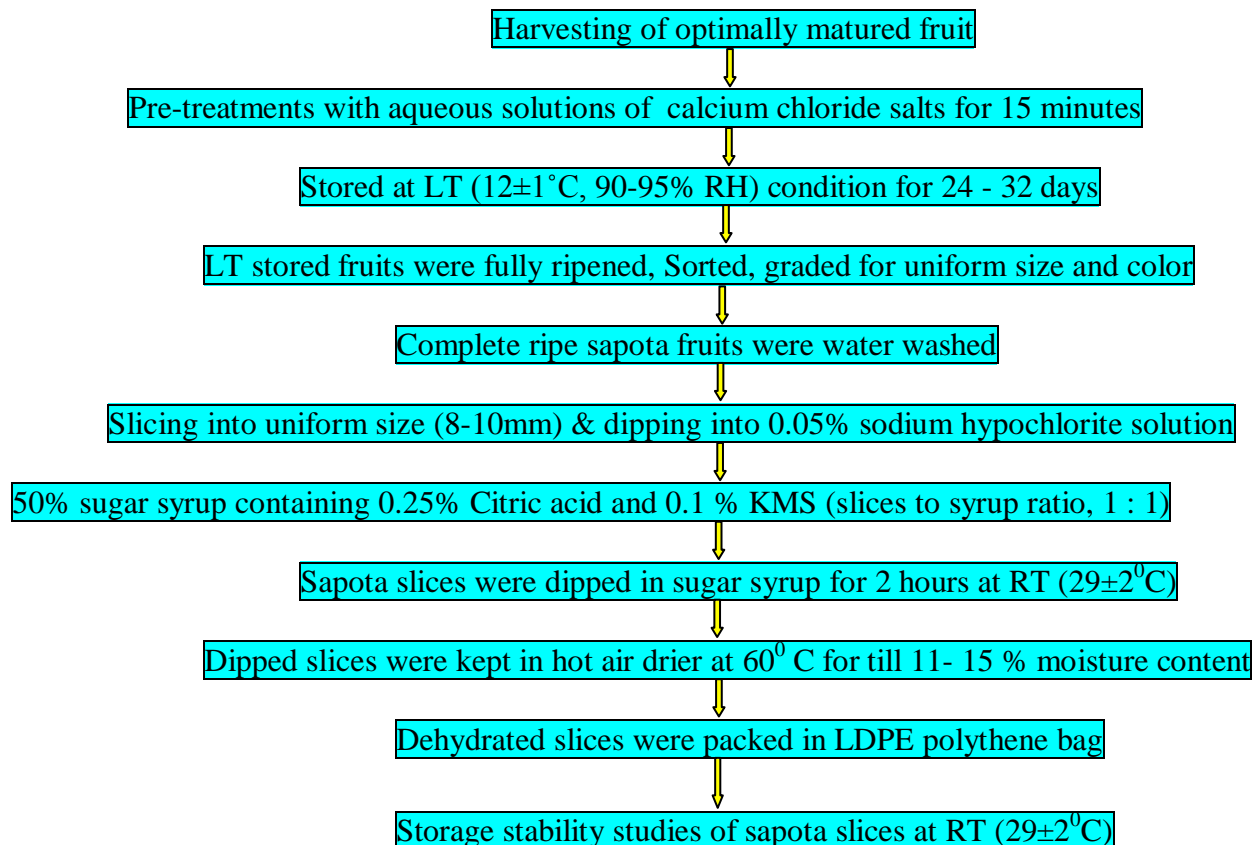 Harvesting of optimally matured fruit
Pre-treatments with aqueous solutions of  calcium chloride salts for 15 minutes
Stored at LT (12±1˚C, 90-95% RH) condition for 24 - 32 days
LT stored fruits were fully ripened, Sorted, graded for uniform size and color
Complete ripe sapota fruits were water washed
Slicing into uniform size (8-10mm) & dipping into 0.05% sodium hypochlorite solution
50% sugar syrup containing 0.25% Citric acid and 0.1 % KMS (slices to syrup ratio, 1 : 1)
Sapota slices were dipped in sugar syrup for 2 hours at RT (29±2⁰C)
Dipped slices were kept in hot air drier at 60⁰ C for till 11- 15 % moisture content
Dehydrated slices were packed in LDPE polythene bag
Storage stability studies of sapota slices at RT (29±2⁰C)